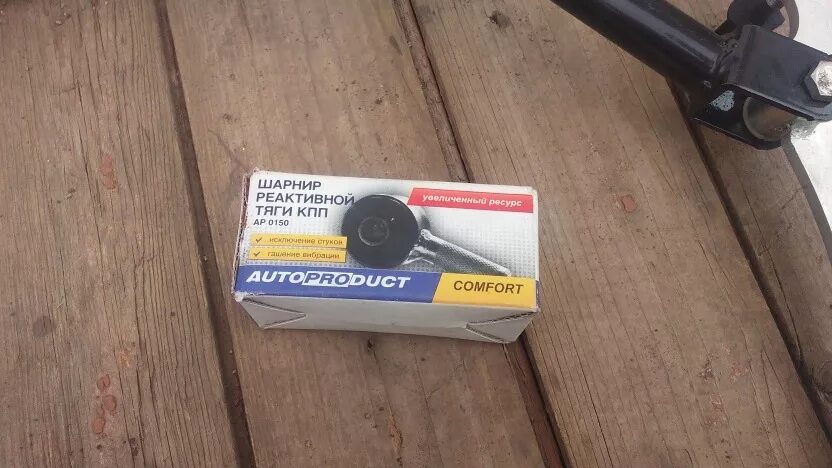 ШАРНИР
РЕАКТИВНОЙ
ТЯГИ КПП
АР 0150
увеличенный ресурс
✓ исключение стуков
✓ гашение вибрации
AUTOPRODUCT
COMFORT